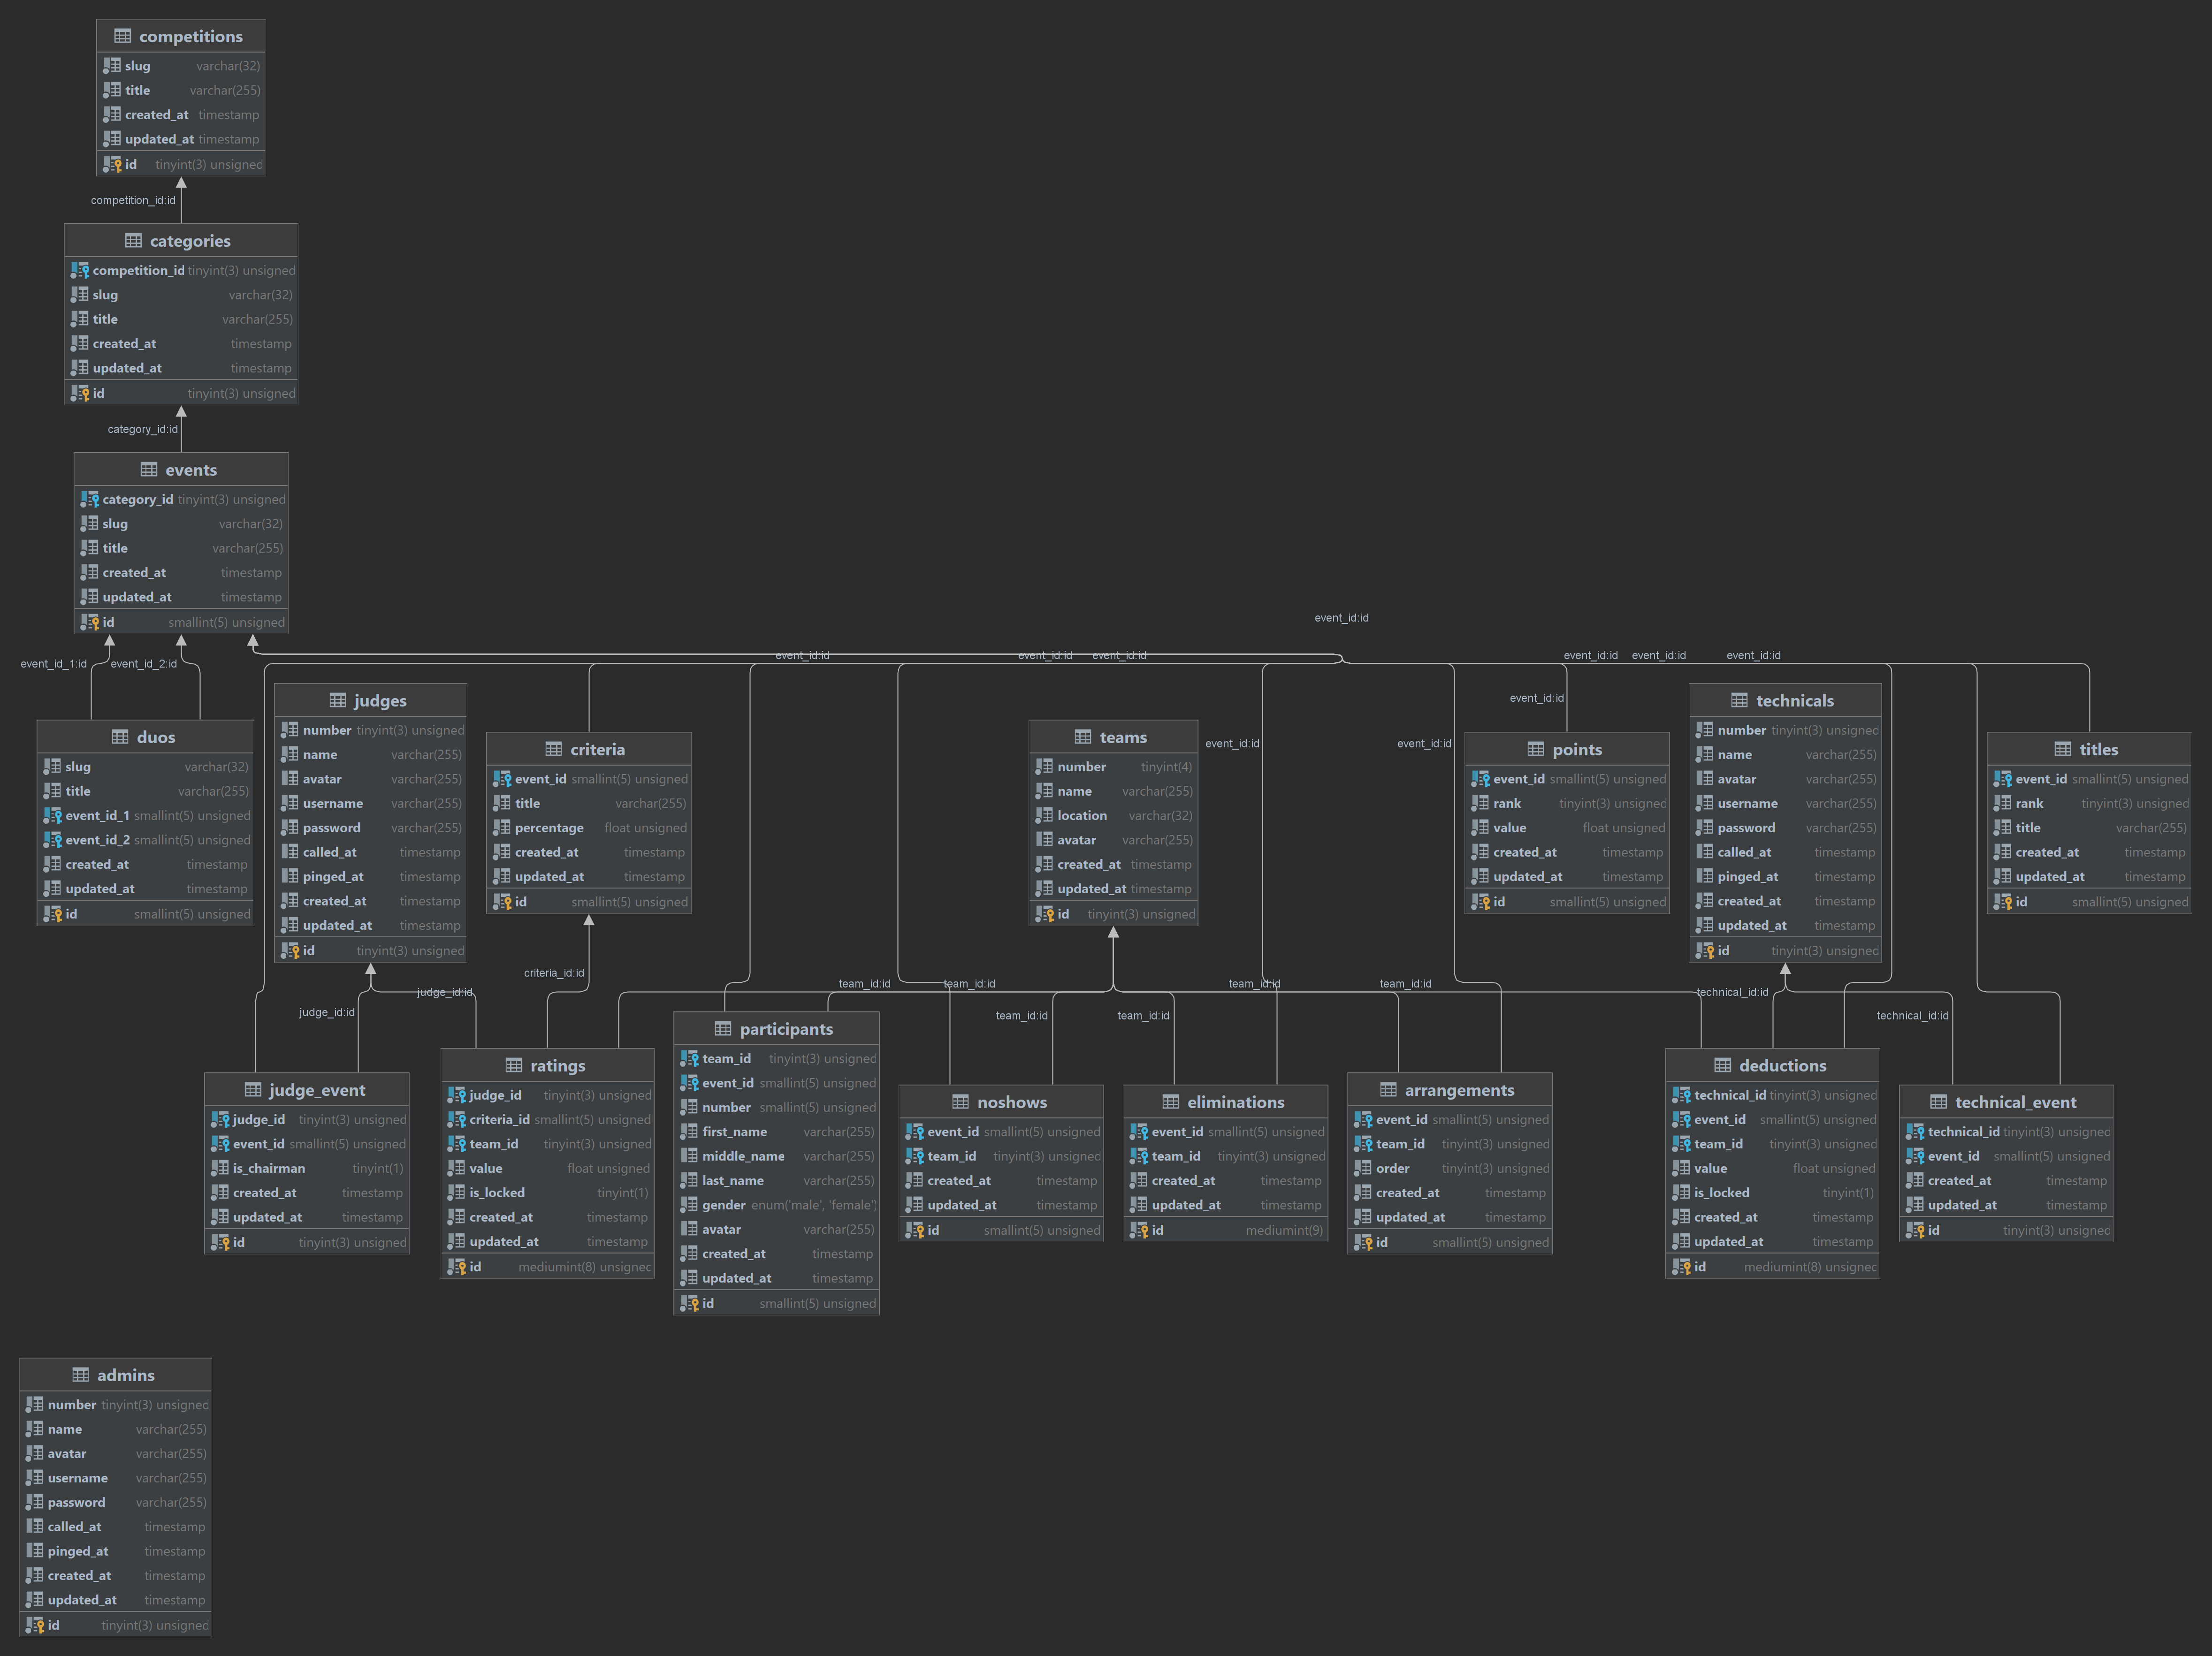 competitions
slug varchar(32)
title varchar(255)
created_at timestamp
updated_at timestamp
id tinyint(3) unsigned
competition_id:id
categories
competition_id tinyint(3) unsigned
slug varchar(32)
title varchar(255)
created_at timestamp
updated_at timestamp
id tinyint(3) unsigned
category_id:id
events
category_id tinyint(3) unsigned
slug varchar(32)
title varchar(255)
created_at timestamp
updated_at timestamp
id smallint(5) unsigned
event_id_1:id
event_id_2:id
event_id:id
event_id:id
event_id:id
event_id:id
event_id:id
event_id:id
event_id:id
event_id:id
event_id:id
event_id:id
duos
slug varchar(32)
title varchar(255)
event_id_1 smallint(5) unsigned
event_id_2 smallint(5) unsigned
created_at timestamp
updated_at timestamp
id smallint(5) unsigned
judges
number tinyint(3) unsigned
name varchar(255)
avatar varchar(255)
username varchar(255)
password varchar(255)
called_at timestamp
pinged_at timestamp
created_at timestamp
updated_at timestamp
id tinyint(3) unsigned
criteria
event_id smallint(5) unsigned
title varchar(255)
percentage float unsigned
created_at timestamp
updated_at timestamp
id smallint(5) unsigned
teams
number tinyint(4)
name varchar(255)
location varchar(32)
avatar varchar(255)
created_at timestamp
updated_at timestamp
id tinyint(3) unsigned
points
event_id smallint(5) unsigned
rank tinyint(3) unsigned
value float unsigned
created_at timestamp
updated_at timestamp
id smallint(5) unsigned
technicals
number tinyint(3) unsigned
name varchar(255)
avatar varchar(255)
username varchar(255)
password varchar(255)
called_at timestamp
pinged_at timestamp
created_at timestamp
updated_at timestamp
id tinyint(3) unsigned
titles
event_id smallint(5) unsigned
rank tinyint(3) unsigned
title varchar(255)
created_at timestamp
updated_at timestamp
id smallint(5) unsigned
judge_id:id
judge_id:id
criteria_id:id
team_id:id
team_id:id
team_id:id
team_id:id
team_id:id
team_id:id
technical_id:id
technical_id:id
judge_event
judge_id tinyint(3) unsigned
event_id smallint(5) unsigned
is_chairman tinyint(1)
created_at timestamp
updated_at timestamp
id tinyint(3) unsigned
ratings
judge_id tinyint(3) unsigned
criteria_id smallint(5) unsigned
team_id tinyint(3) unsigned
value float unsigned
is_locked tinyint(1)
created_at timestamp
updated_at timestamp
id mediumint(8) unsignec
participants
team_id tinyint(3) unsigned
event_id smallint(5) unsigned
number smallint(5) unsigned
first_name varchar(255)
middle_name varchar(255)
last_name varchar(255)
gender enum('male', 'female')
avatar varchar(255)
created_at timestamp
updated_at timestamp
id smallint(5) unsigned
noshows
event_id smallint(5) unsigned
team_id tinyint(3) unsigned
created_at timestamp
updated_at timestamp
id smallint(5) unsigned
eliminations
event_id smallint(5) unsigned
team_id tinyint(3) unsigned
created_at timestamp
updated_at timestamp
id mediumint(9)
arrangements
event_id smallint(5) unsigned
team_id tinyint(3) unsigned
order tinyint(3) unsigned
created_at timestamp
updated_at timestamp
id smallint(5) unsigned
deductions
technical_id tinyint(3) unsigned
event_id smallint(5) unsigned
team_id tinyint(3) unsigned
value float unsigned
is_locked tinyint(1)
created_at timestamp
updated_at timestamp
id mediumint(8) unsignec
technical_event
technical_id tinyint(3) unsigned
event_id smallint(5) unsigned
created_at timestamp
updated_at timestamp
id tinyint(3) unsigned
admins
number tinyint(3) unsigned
name varchar(255)
avatar varchar(255)
username varchar(255)
password varchar(255)
called_at timestamp
pinged_at timestamp
created_at timestamp
updated_at timestamp
id tinyint(3) unsigned